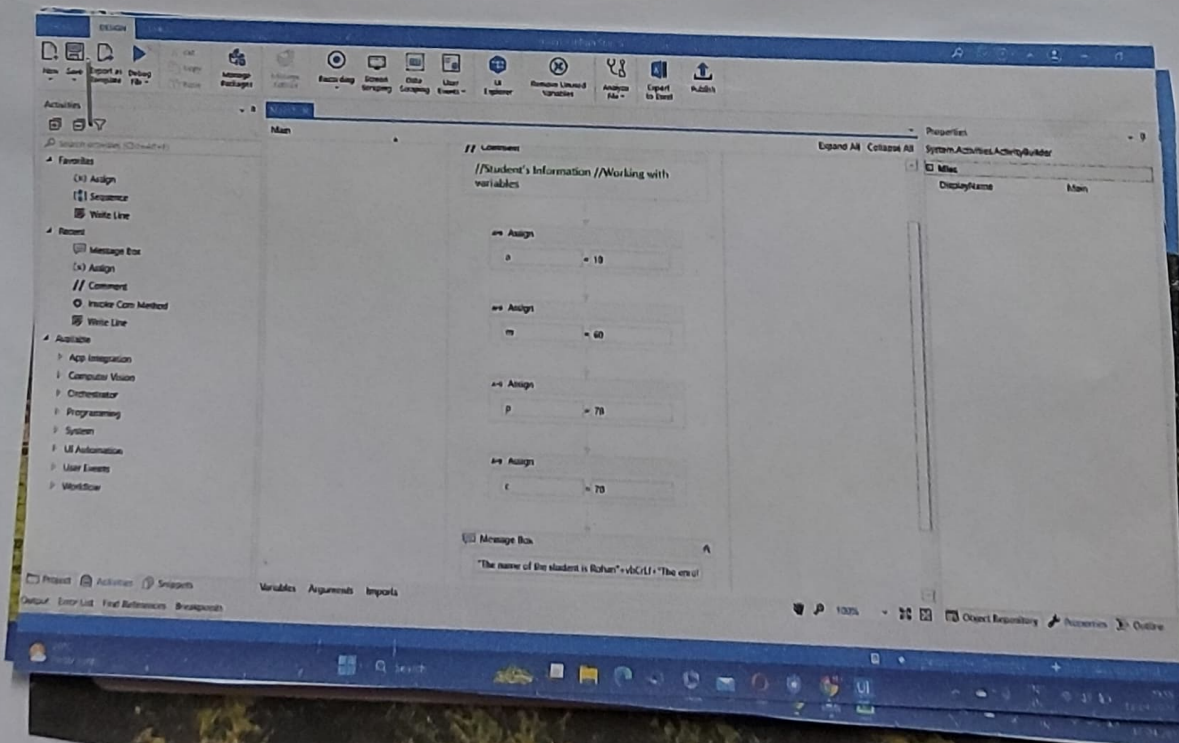 DESIGN
New
Save
Export as Template
Debug File
Cut
Copy
Manage Packages
Recording
Screen Scraping
Data Scraping
User Events
UI Explorer
Remove Unused Variables
Analyze File
Export to Excel
Publish
Activities
Favorites
(x) Assign
Sequence
Write Line
Recent
Message Box
(x) Assign
// Comment
Invoke Com Method
Write Line
Available
App Integration
Computer Vision
Orchestrator
Programming
System
UI Automation
User Events
Workflow
Project
Activities
Snippets
Output
Error List
Find References
Breakpoints
Main
Expand All
Collapse All
// Comment
//Student's Information //Working with
variables
Assign
= 10
Assign
m = 60
Assign
p = 78
Assign
= 70
Message Box
"The name of the student is Rohan"+vbCrLf+"The enrol
Variables
Arguments
Imports
100%
Properties
System.Activities.ActivityBuilder
Misc
DisplayName
Main
Object Repository
Properties
Outline
Search